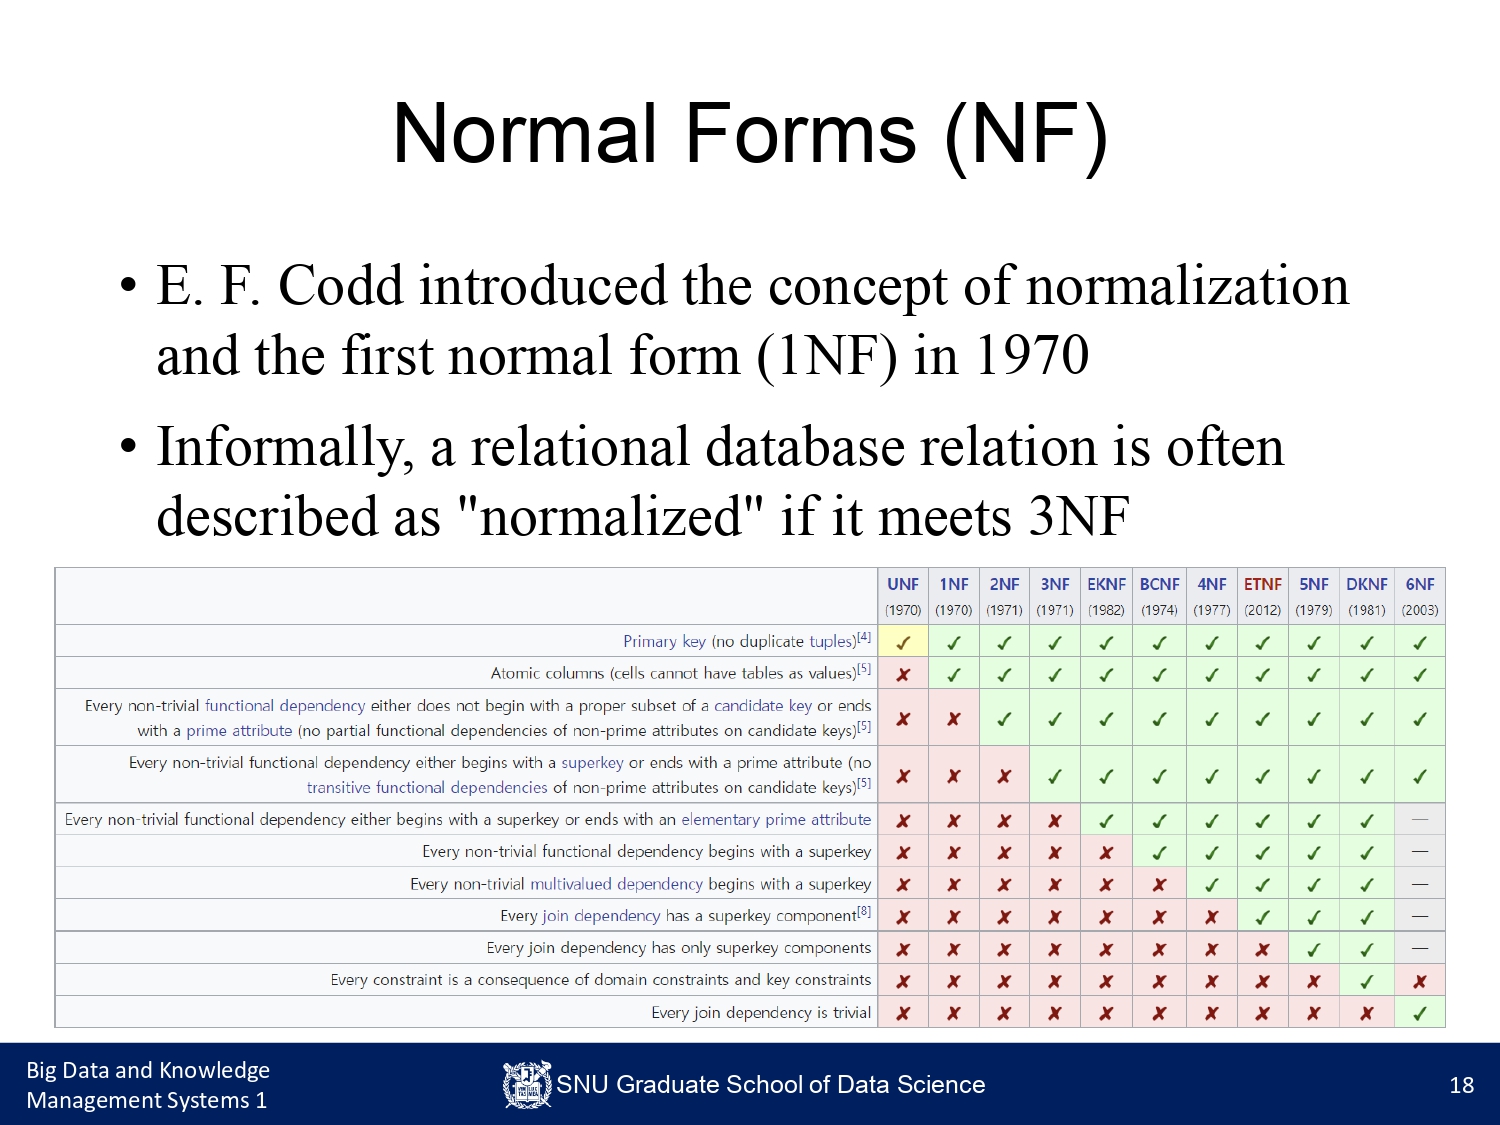 Normal Forms (NF)
• E. F. Codd introduced the concept of normalization
and the first normal form (1NF) in 1970
• Informally, a relational database relation is often
described as "normalized" if it meets 3NF
UNF 1NF 2NF 3NF EKNF BCNF 4NF ETNF 5NF DKNF 6NF
(1970) (1970) (1971) (1971) (1982) (1974) (1977) (2012) (1979) (1981) (2003)
Primary key (no duplicate tuples)[4] ✓ ✓ ✓ ✓ ✓ ✓ ✓ ✓ ✓ ✓ ✓
Atomic columns (cells cannot have tables as values)[5] ✗ ✓ ✓ ✓ ✓ ✓ ✓ ✓ ✓ ✓ ✓
Every non-trivial functional dependency either does not begin with a proper subset of a candidate key or ends
with a prime attribute (no partial functional dependencies of non-prime attributes on candidate keys)[5] ✗ ✗ ✓ ✓ ✓ ✓ ✓ ✓ ✓ ✓ ✓
Every non-trivial functional dependency either begins with a superkey or ends with a prime attribute (no
transitive functional dependencies of non-prime attributes on candidate keys)[5] ✗ ✗ ✗ ✓ ✓ ✓ ✓ ✓ ✓ ✓ ✓
Every non-trivial functional dependency either begins with a superkey or ends with an elementary prime attribute ✗ ✗ ✗ ✗ ✓ ✓ ✓ ✓ ✓ ✓ —
Every non-trivial functional dependency begins with a superkey ✗ ✗ ✗ ✗ ✗ ✓ ✓ ✓ ✓ ✓ —
Every non-trivial multivalued dependency begins with a superkey ✗ ✗ ✗ ✗ ✗ ✗ ✓ ✓ ✓ ✓ —
Every join dependency has a superkey component[8] ✗ ✗ ✗ ✗ ✗ ✗ ✗ ✓ ✓ ✓ —
Every join dependency has only superkey components ✗ ✗ ✗ ✗ ✗ ✗ ✗ ✗ ✓ ✓ —
Every constraint is a consequence of domain constraints and key constraints ✗ ✗ ✗ ✗ ✗ ✗ ✗ ✗ ✗ ✓ ✗
Every join dependency is trivial ✗ ✗ ✗ ✗ ✗ ✗ ✗ ✗ ✗ ✗ ✓
Big Data and Knowledge
Management Systems 1
SNU Graduate School of Data Science
18